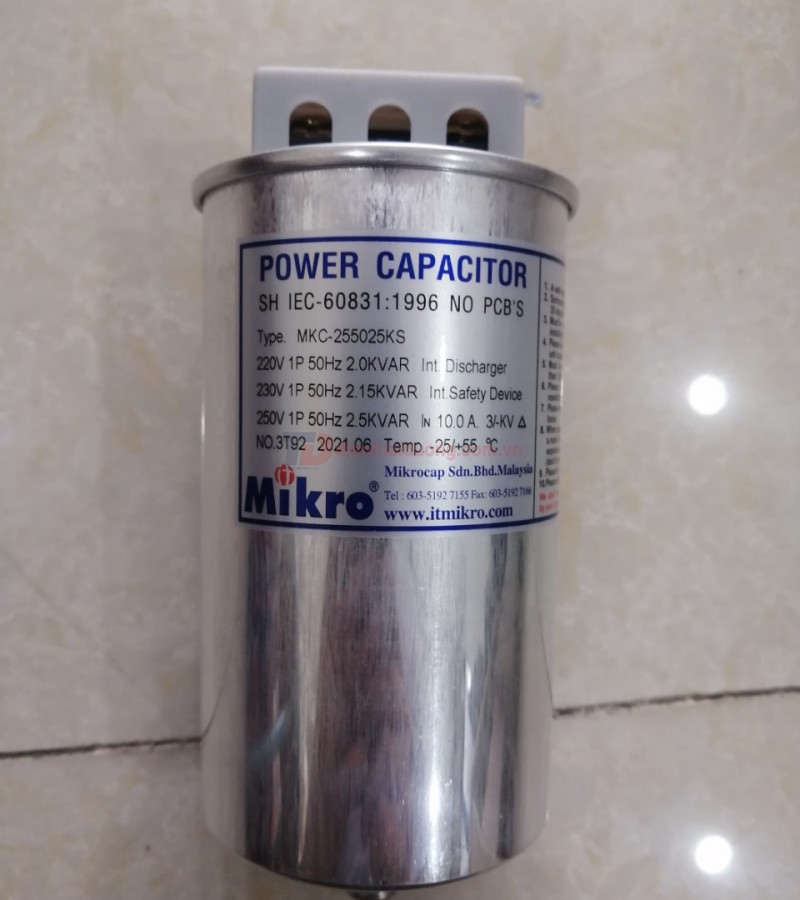 POWER CAPACITOR
SH IEC-60831:1996 NO PCB'S
Type. MKC-255025KS
220V 1P 50Hz 2.0KVAR Int. Discharger
230V 1P 50Hz 2.15KVAR Int.Safety Device
250V 1P 50Hz 2.5KVAR IN 10.0 A. 3/-KV Δ
NO.3T92 2021.06 Temp. -25/+55 ℃
Mikrocap Sdn.Bhd.Malaysia
Mikro®
Tel : 603-5192 7155 Fax: 603-5192 7166
www.itmikro.com